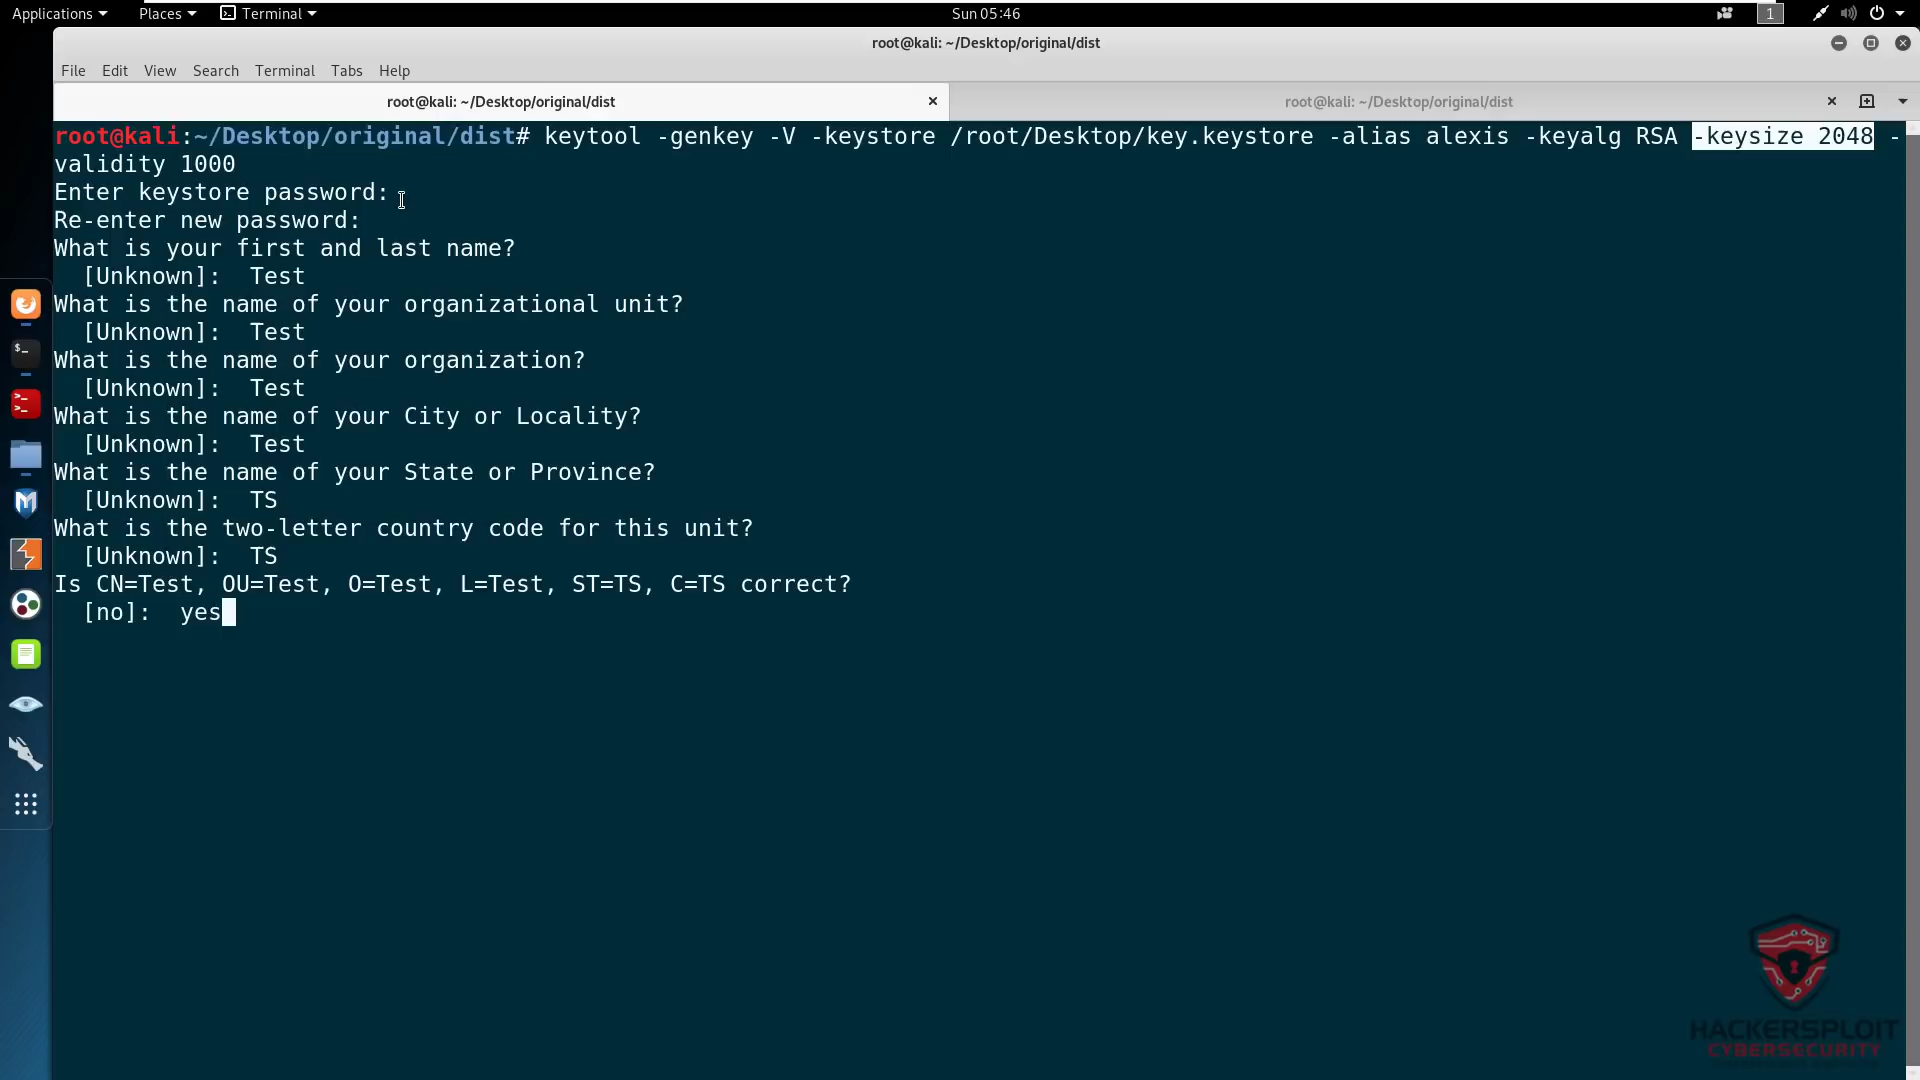 Applications Places Terminal Sun 05:46 1
root@kali: ~/Desktop/original/dist
File Edit View Search Terminal Tabs Help
root@kali: ~/Desktop/original/dist × root@kali: ~/Desktop/original/dist ×
root@kali:~/Desktop/original/dist# keytool -genkey -V -keystore /root/Desktop/key.keystore -alias alexis -keyalg RSA -keysize 2048 -
validity 1000
Enter keystore password:
Re-enter new password:
What is your first and last name?
  [Unknown]:  Test
What is the name of your organizational unit?
  [Unknown]:  Test
What is the name of your organization?
  [Unknown]:  Test
What is the name of your City or Locality?
  [Unknown]:  Test
What is the name of your State or Province?
  [Unknown]:  TS
What is the two-letter country code for this unit?
  [Unknown]:  TS
Is CN=Test, OU=Test, O=Test, L=Test, ST=TS, C=TS correct?
  [no]:  yes
HACKERSPLOIT
CYBERSECURITY